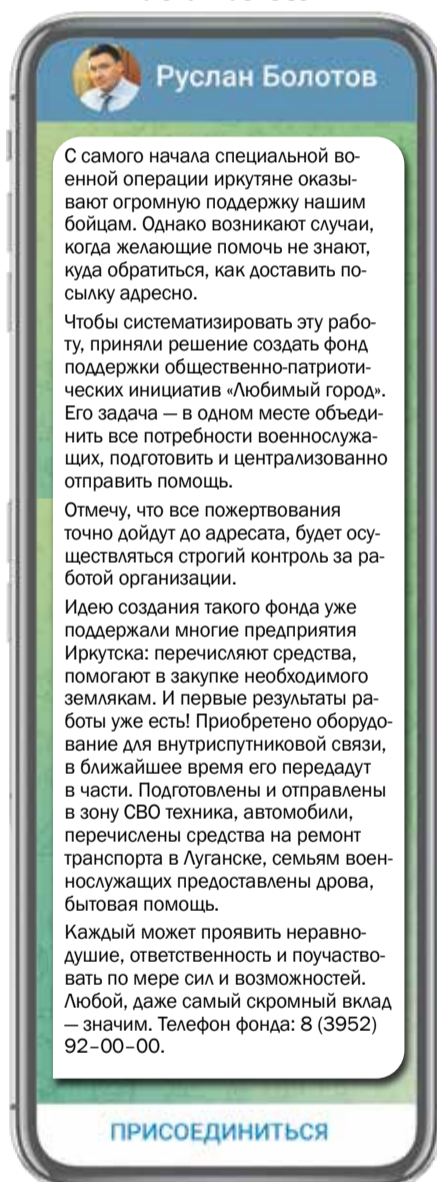 Руслан Болотов
С самого начала специальной во-
енной операции иркутяне оказы-
вают огромную поддержку нашим
бойцам. Однако возникают случаи,
когда желающие помочь не знают,
куда обратиться, как доставить по-
сылку адресно.
Чтобы систематизировать эту рабо-
ту, приняли решение создать фонд
поддержки общественно-патриоти-
ческих инициатив «Любимый город».
Его задача — в одном месте объеди-
нить все потребности военнослужа-
щих, подготовить и централизованно
отправить помощь.
Отмечу, что все пожертвования
точно дойдут до адресата, будет осу-
ществляться строгий контроль за ра-
ботой организации.
Идею создания такого фонда уже
поддержали многие предприятия
Иркутска: перечисляют средства,
помогают в закупке необходимого
землякам. И первые результаты ра-
боты уже есть! Приобретено оборудо-
вание для внутриспутниковой связи,
в ближайшее время его передадут
в части. Подготовлены и отправлены
в зону СВО техника, автомобили,
перечислены средства на ремонт
транспорта в Луганске, семьям воен-
нослужащих предоставлены дрова,
бытовая помощь.
Каждый может проявить неравно-
душие, ответственность и поучаство-
вать по мере сил и возможностей.
Любой, даже самый скромный вклад
— значим. Телефон фонда: 8 (3952)
92–00–00.
ПРИСОЕДИНИТЬСЯ